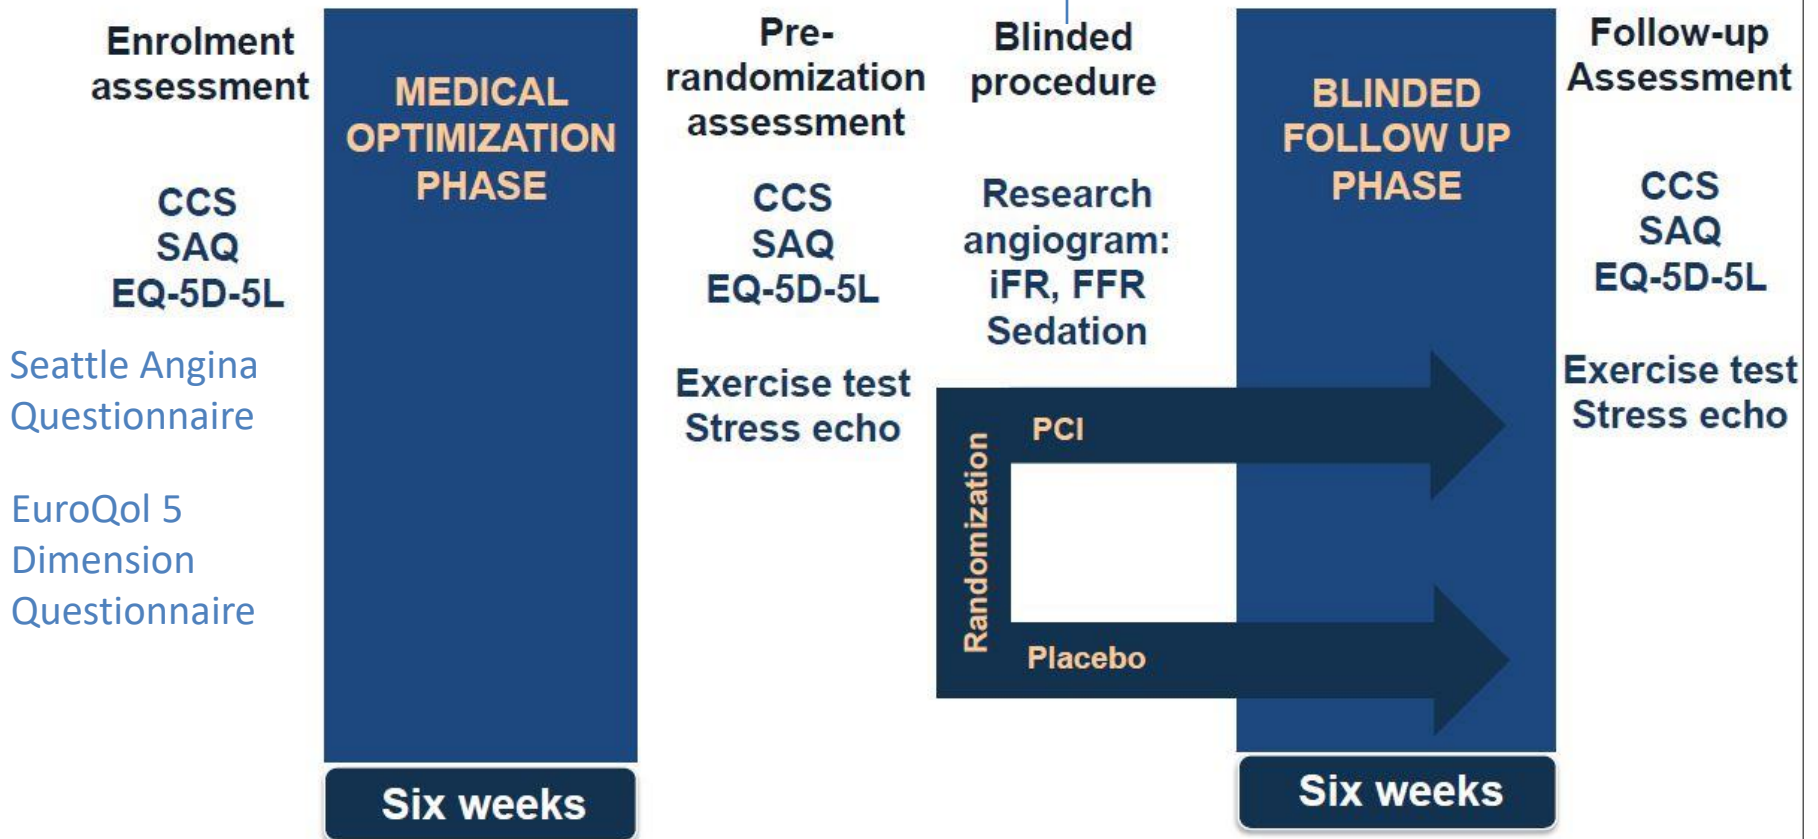 Enrolment
assessment
CCS
SAQ
EQ-5D-5L
Seattle Angina
Questionnaire
EuroQol 5
Dimension
Questionnaire
MEDICAL
OPTIMIZATION
PHASE
Six weeks
Pre-
randomization
assessment
CCS
SAQ
EQ-5D-5L
Exercise test
Stress echo
Blinded
procedure
Research
angiogram:
iFR, FFR
Sedation
Randomization
PCI
Placebo
BLINDED
FOLLOW UP
PHASE
Six weeks
Follow-up
Assessment
CCS
SAQ
EQ-5D-5L
Exercise test
Stress echo